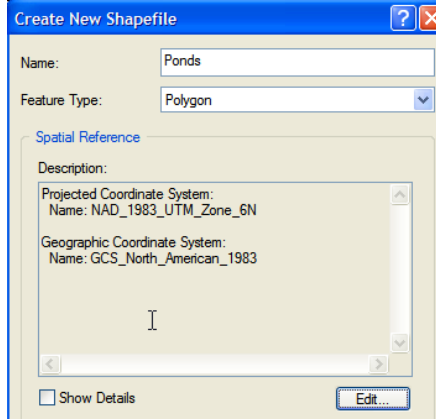 Create New Shapefile
Name: Ponds
Feature Type: Polygon
Spatial Reference
Description:
Projected Coordinate System:
Name: NAD_1983_UTM_Zone_6N
Geographic Coordinate System:
Name: GCS_North_American_1983
Show Details Edit...